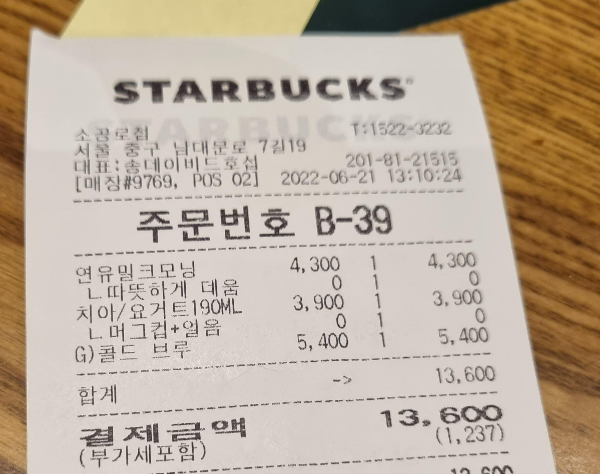 STARBUCKS
소공로점 T:1522-3232
서울 중구 남대문로 7길19
대표:송데이비드호섭 201-81-21515
[매장#9769, POS 02] 2022-06-21 13:10:24
주문번호 B-39
연유밀크모닝 4,300 1 4,300
ㄴ따뜻하게 데움 0 1 0
치아/요거트190ML 3,900 1 3,900
ㄴ머그컵+얼음 0 1 0
G)콜드 브루 5,400 1 5,400
합계 -> 13,600
결제금액 13,600
(부가세포함) (1,237)
13,600